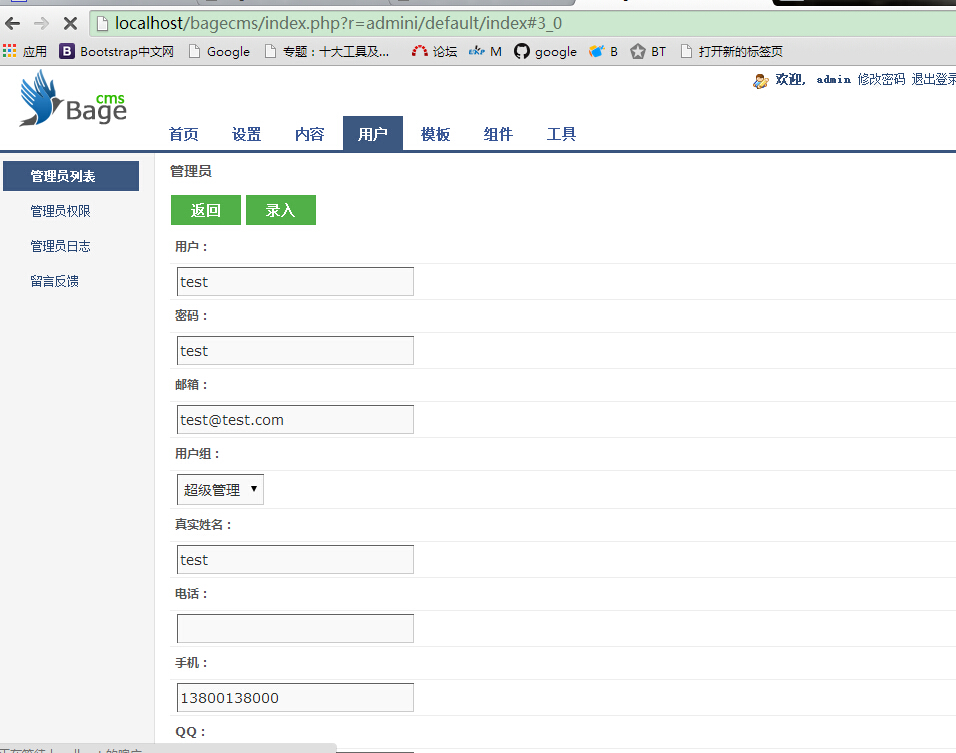 localhost/bagecms/index.php?r=admini/default/index#3_0
应用 Bootstrap中文网 Google 专题：十大工具及... 论坛 M google B BT 打开新的标签页
Bage cms
欢迎， admin 修改密码 退出登录
首页 设置 内容 用户 模板 组件 工具
管理员列表
管理员权限
管理员日志
留言反馈
管理员
返回 录入
用户：
test
密码：
test
邮箱：
test@test.com
用户组：
超级管理
真实姓名：
test
电话：
手机：
13800138000
QQ：